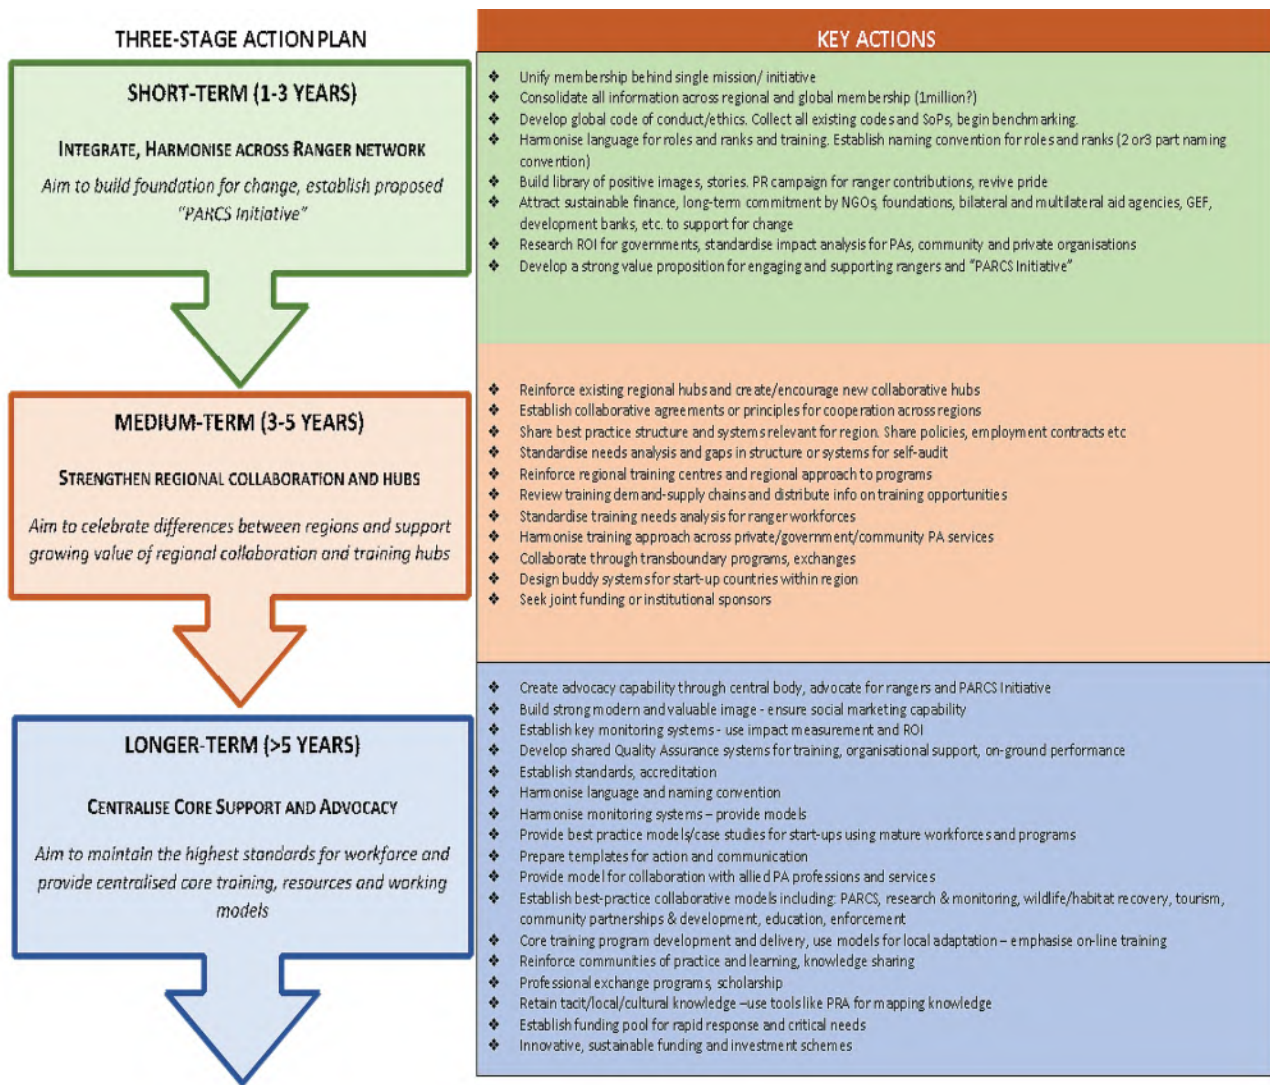 THREE-STAGE ACTION PLAN
KEY ACTIONS
SHORT-TERM (1-3 YEARS)
INTEGRATE, HARMONISE ACROSS RANGER NETWORK
Aim to build foundation for change, establish proposed
"PARCS Initiative"
❖ Unify membership behind single mission/ initiative
❖ Consolidate all information across regional and global membership (1million?)
❖ Develop global code of conduct/ethics. Collect all existing codes and SoPs, begin benchmarking.
❖ Harmonise language for roles and ranks and training. Establish naming convention for roles and ranks (2 or3 part naming
convention)
❖ Build library of positive images, stories. PR campaign for ranger contributions, revive pride
❖ Attract sustainable finance, long-term commitment by NGOs, foundations, bilateral and multilateral aid agencies, GEF,
development banks, etc. to support for change
❖ Research ROI for governments, standardise impact analysis for PAs, community and private organisations
❖ Develop a strong value proposition for engaging and supporting rangers and "PARCS Initiative"
MEDIUM-TERM (3-5 YEARS)
STRENGTHEN REGIONAL COLLABORATION AND HUBS
Aim to celebrate differences between regions and support
growing value of regional collaboration and training hubs
❖ Reinforce existing regional hubs and create/encourage new collaborative hubs
❖ Establish collaborative agreements or principles for cooperation across regions
❖ Share best practice structure and systems relevant for region. Share policies, employment contracts etc
❖ Standardise needs analysis and gaps in structure or systems for self-audit
❖ Reinforce regional training centres and regional approach to programs
❖ Review training demand-supply chains and distribute info on training opportunities
❖ Standardise training needs analysis for ranger workforces
❖ Harmonise training approach across private/government/community PA services
❖ Collaborate through transboundary programs, exchanges
❖ Design buddy systems for start-up countries within region
❖ Seek joint funding or institutional sponsors
LONGER-TERM (>5 YEARS)
CENTRALISE CORE SUPPORT AND ADVOCACY
Aim to maintain the highest standards for workforce and
provide centralised core training, resources and working
models
❖ Create advocacy capability through central body, advocate for rangers and PARCS Initiative
❖ Build strong modern and valuable image - ensure social marketing capability
❖ Establish key monitoring systems - use impact measurement and ROI
❖ Develop shared Quality Assurance systems for training, organisational support, on-ground performance
❖ Establish standards, accreditation
❖ Harmonise language and naming convention
❖ Harmonise monitoring systems – provide models
❖ Provide best practice models/case studies for start-ups using mature workforces and programs
❖ Prepare templates for action and communication
❖ Provide model for collaboration with allied PA professions and services
❖ Establish best-practice collaborative models including: PARCS, research & monitoring, wildlife/habitat recovery, tourism,
community partnerships & development, education, enforcement
❖ Core training program development and delivery, use models for local adaptation – emphasise on-line training
❖ Reinforce communities of practice and learning, knowledge sharing
❖ Professional exchange programs, scholarship
❖ Retain tacit/local/cultural knowledge –use tools like PRA for mapping knowledge
❖ Establish funding pool for rapid response and critical needs
❖ Innovative, sustainable funding and investment schemes